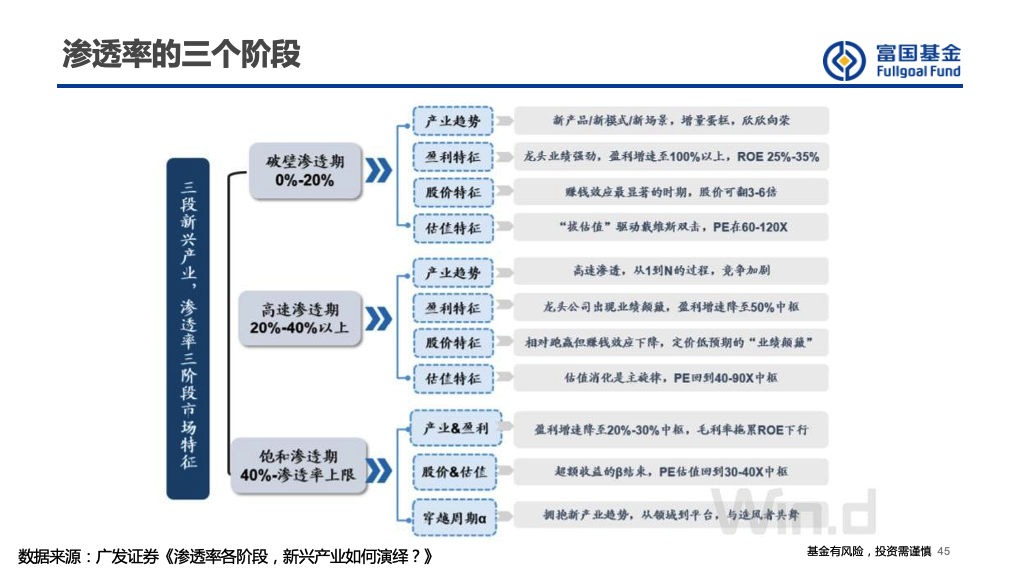 渗透率的三个阶段
富国基金
Fullgoal Fund
三段新兴产业，渗透率三阶段市场特征
破壁渗透期
0%-20%
产业趋势
新产品/新模式/新场景，增量蛋糕，欣欣向荣
盈利特征
龙头业绩强劲，盈利增速至100%以上，ROE 25%-35%
股价特征
赚钱效应最显著的时期，股价可翻3-6倍
估值特征
“拔估值”驱动戴维斯双击，PE在60-120X
高速渗透期
20%-40%以上
产业趋势
高速渗透，从1到N的过程，竞争加剧
盈利特征
龙头公司出现业绩颠簸，盈利增速降至50%中枢
股价特征
相对跑赢但赚钱效应下降，定价低预期的“业绩颠簸”
估值特征
估值消化是主旋律，PE回到40-90X中枢
饱和渗透期
40%-渗透率上限
产业&盈利
盈利增速降至20%-30%中枢，毛利率拖累ROE下行
股价&估值
超额收益的β结束，PE估值回到30-40X中枢
穿越周期α
拥抱新产业趋势，从领域到平台，与追风者共舞
Win.d
数据来源：广发证券《渗透率各阶段，新兴产业如何演绎？》
基金有风险，投资需谨慎 45